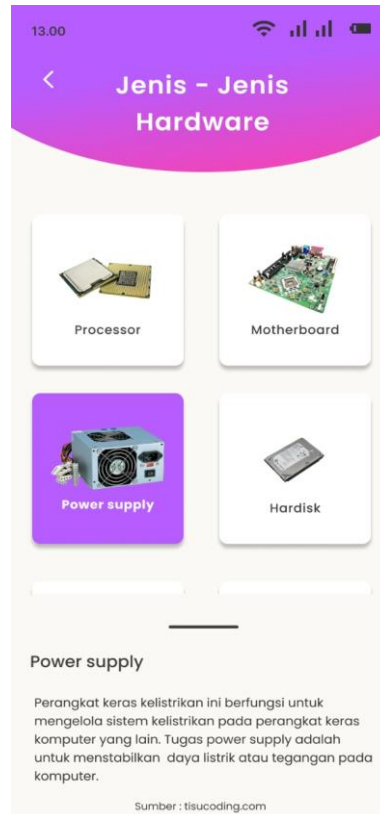 13.00
Jenis - Jenis
Hardware
Processor
Motherboard
Power supply
Hardisk
Power supply
Perangkat keras kelistrikan ini berfungsi untuk
mengelola sistem kelistrikan pada perangkat keras
komputer yang lain. Tugas power supply adalah
untuk menstabilkan daya listrik atau tegangan pada
komputer.
Sumber : tisucoding.com